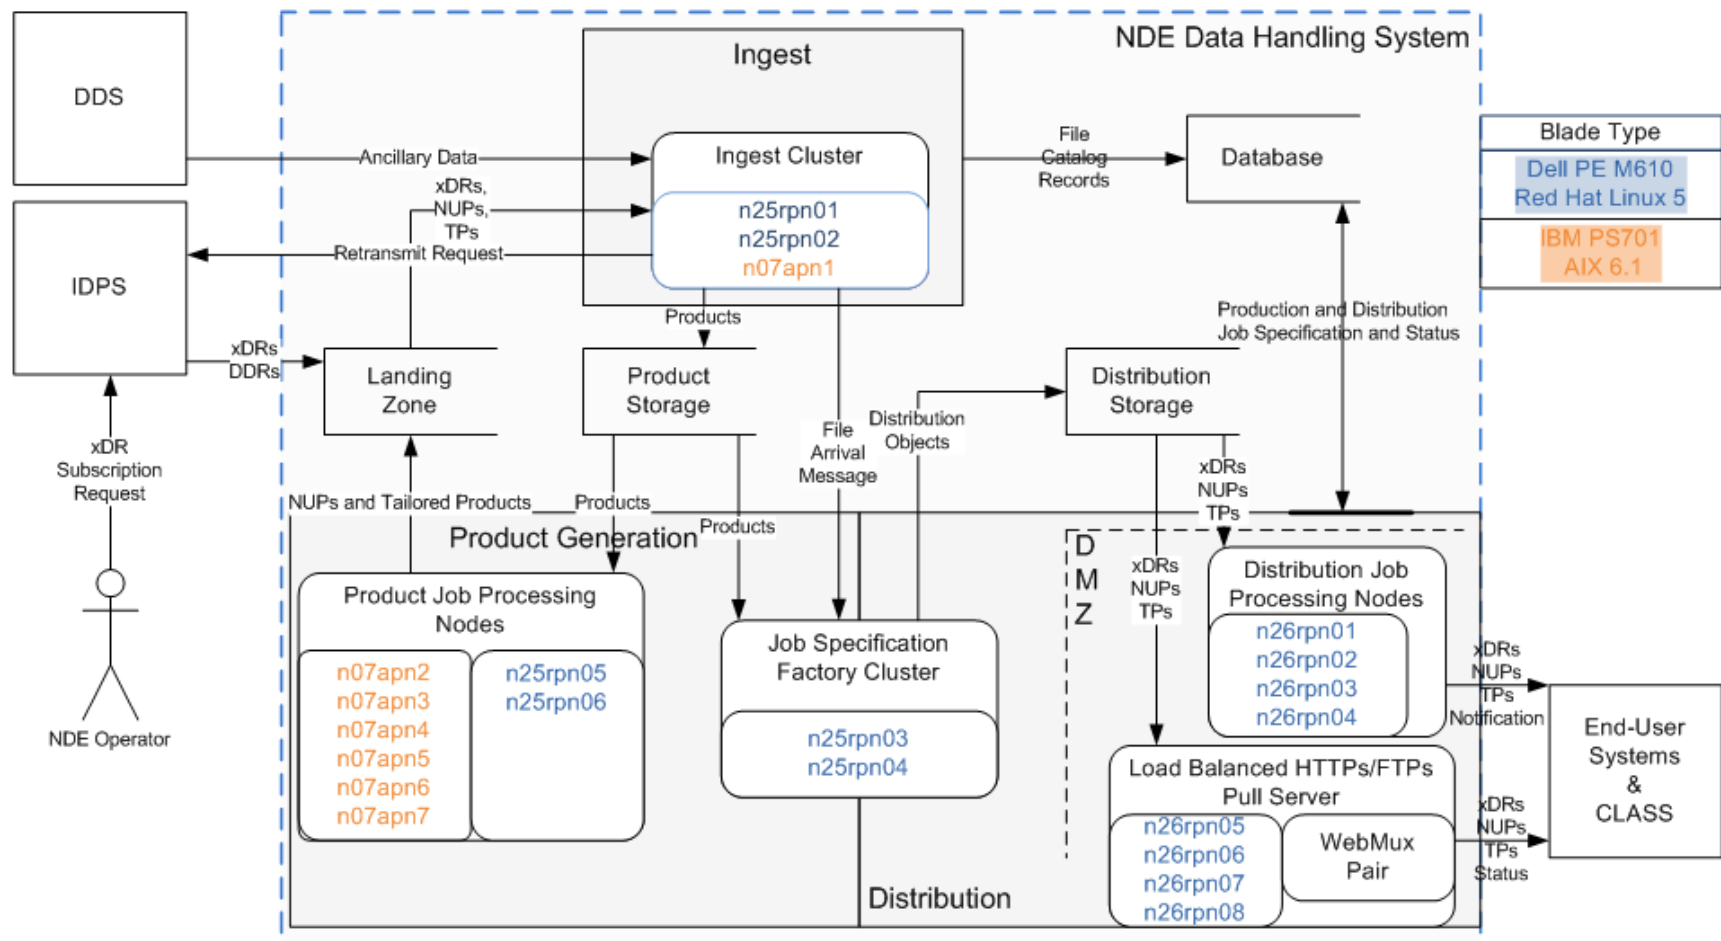 NDE Data Handling System
Ingest
DDS
Ingest Cluster
n25rpn01
n25rpn02
n07apn1
Ancillary Data
xDRs,
NUPs,
TPs
Retransmit Request
File
Catalog
Records
Database
Blade Type
Dell PE M610
Red Hat Linux 5
IBM PS701
AIX 6.1
IDPS
xDRs
DDRs
Landing
Zone
Products
Product
Storage
Production and Distribution
Job Specification and Status
Distribution
Storage
Distribution
Objects
File
Arrival
Message
xDR
Subscription
Request
NDE Operator
NUPs and Tailored Products
Products
Products
xDRs
NUPs
TPs
xDRs
NUPs
TPs
Product Generation
Product Job Processing
Nodes
n07apn2
n07apn3
n07apn4
n07apn5
n07apn6
n07apn7
n25rpn05
n25rpn06
Job Specification
Factory Cluster
n25rpn03
n25rpn04
D
M
Z
Distribution Job
Processing Nodes
n26rpn01
n26rpn02
n26rpn03
n26rpn04
xDRs
NUPs
TPs
Notification
Load Balanced HTTPs/FTPs
Pull Server
n26rpn05
n26rpn06
n26rpn07
n26rpn08
WebMux
Pair
xDRs
NUPs
TPs
Status
End-User
Systems
&
CLASS
Distribution